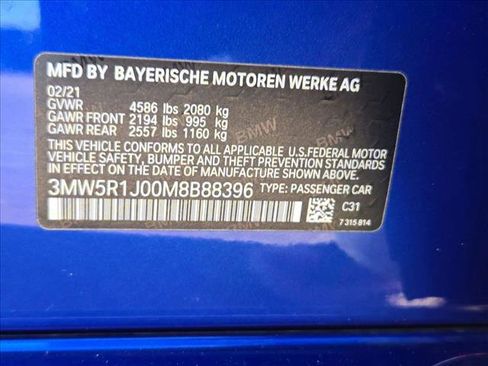 MFD BY BAYERISCHE MOTOREN WERKE AG
02/21
GVWR 4586 lbs 2080 kg
GAWR FRONT 2194 lbs 995 kg
GAWR REAR 2557 lbs 1160 kg
THIS VEHICLE CONFORMS TO ALL APPLICABLE U.S.FEDERAL MOTOR
VEHICLE SAFETY, BUMPER AND THEFT PREVENTION STANDARDS
IN EFFECT ON THE DATE OF MANUFACTURE SHOWN ABOVE.
3MW5R1J00M8B88396 TYPE: PASSENGER CAR
C31
7 315 814